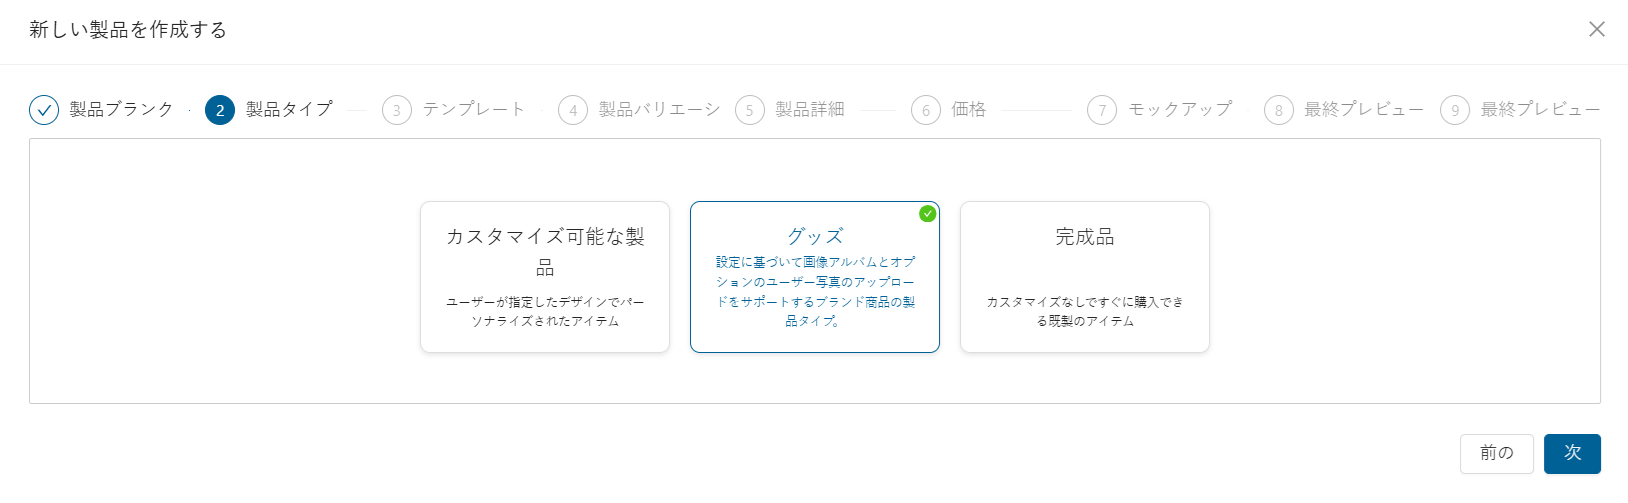 新しい製品を作成する
製品ブランク
2 製品タイプ
3 テンプレート
4 製品バリエーシ
5 製品詳細
6 価格
7 モックアップ
8 最終プレビュー
9 最終プレビュー
カスタマイズ可能な製
品
ユーザーが指定したデザインでパー
ソナライズされたアイテム
グッズ
設定に基づいて画像アルバムとオプ
ションのユーザー写真のアップロー
ドをサポートするブランド商品の製
品タイプ。
完成品
カスタマイズなしですぐに購入でき
る既製のアイテム
前の
次